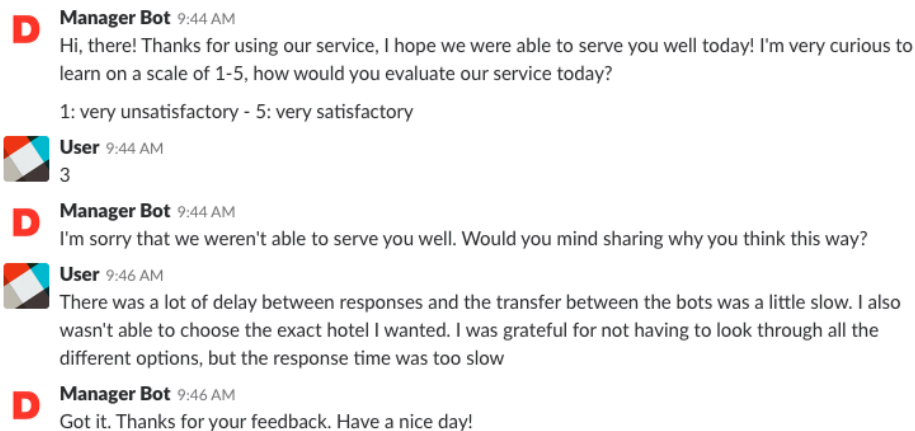 D Manager Bot 9:44 AM
Hi, there! Thanks for using our service, I hope we were able to serve you well today! I'm very curious to
learn on a scale of 1-5, how would you evaluate our service today?
1: very unsatisfactory - 5: very satisfactory
User 9:44 AM
3
D Manager Bot 9:44 AM
I'm sorry that we weren't able to serve you well. Would you mind sharing why you think this way?
User 9:46 AM
There was a lot of delay between responses and the transfer between the bots was a little slow. I also
wasn't able to choose the exact hotel I wanted. I was grateful for not having to look through all the
different options, but the response time was too slow
D Manager Bot 9:46 AM
Got it. Thanks for your feedback. Have a nice day!